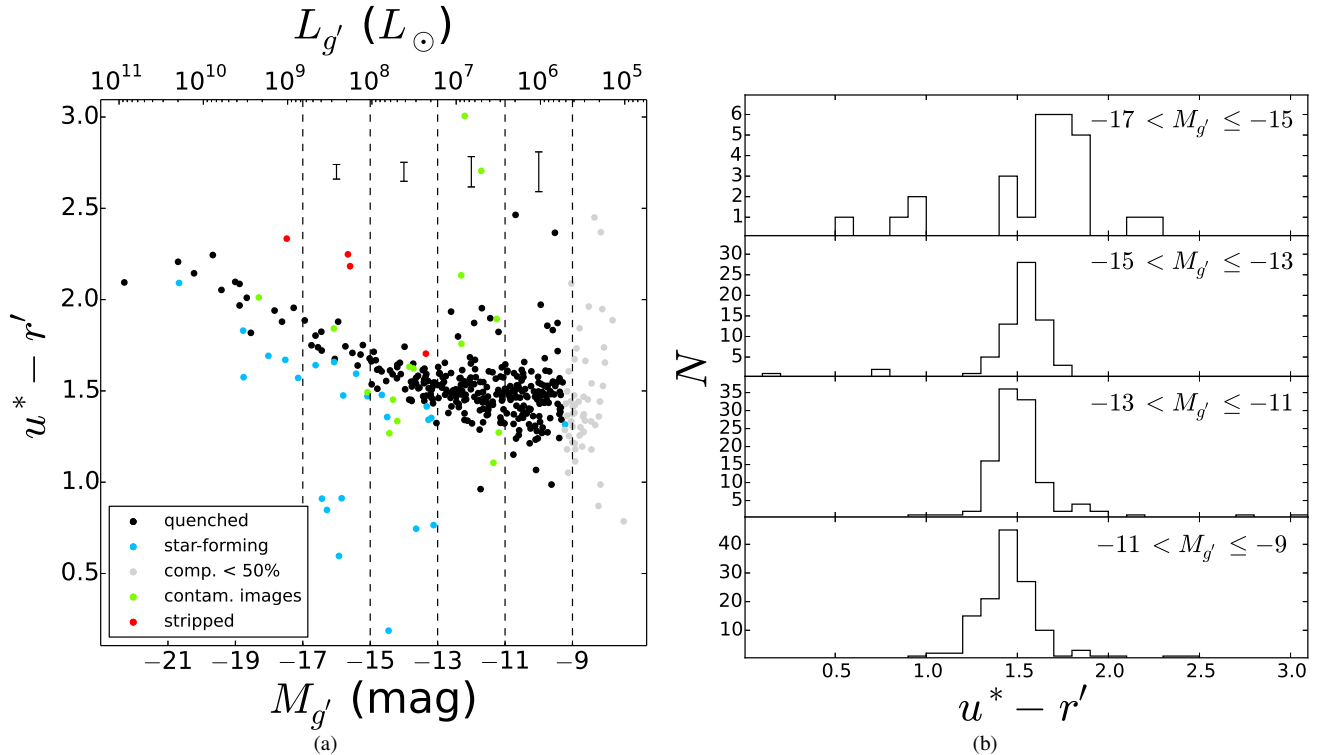 L_{g′} (L_⊙)
10^{11} 10^{10} 10^{9} 10^{8} 10^{7} 10^{6} 10^{5}
3.0
2.5
2.0
1.5
1.0
0.5
u* − r′
quenched
star-forming
comp. < 50%
contam. images
stripped
−21 −19 −17 −15 −13 −11 −9
M_{g′} (mag)
(a)
N
−17 < M_{g′} ≤ −15
6
5
4
3
2
1
−15 < M_{g′} ≤ −13
30
25
20
15
10
5
−13 < M_{g′} ≤ −11
35
30
25
20
15
10
5
−11 < M_{g′} ≤ −9
40
30
20
10
0.5 1.0 1.5 2.0 2.5 3.0
u* − r′
(b)